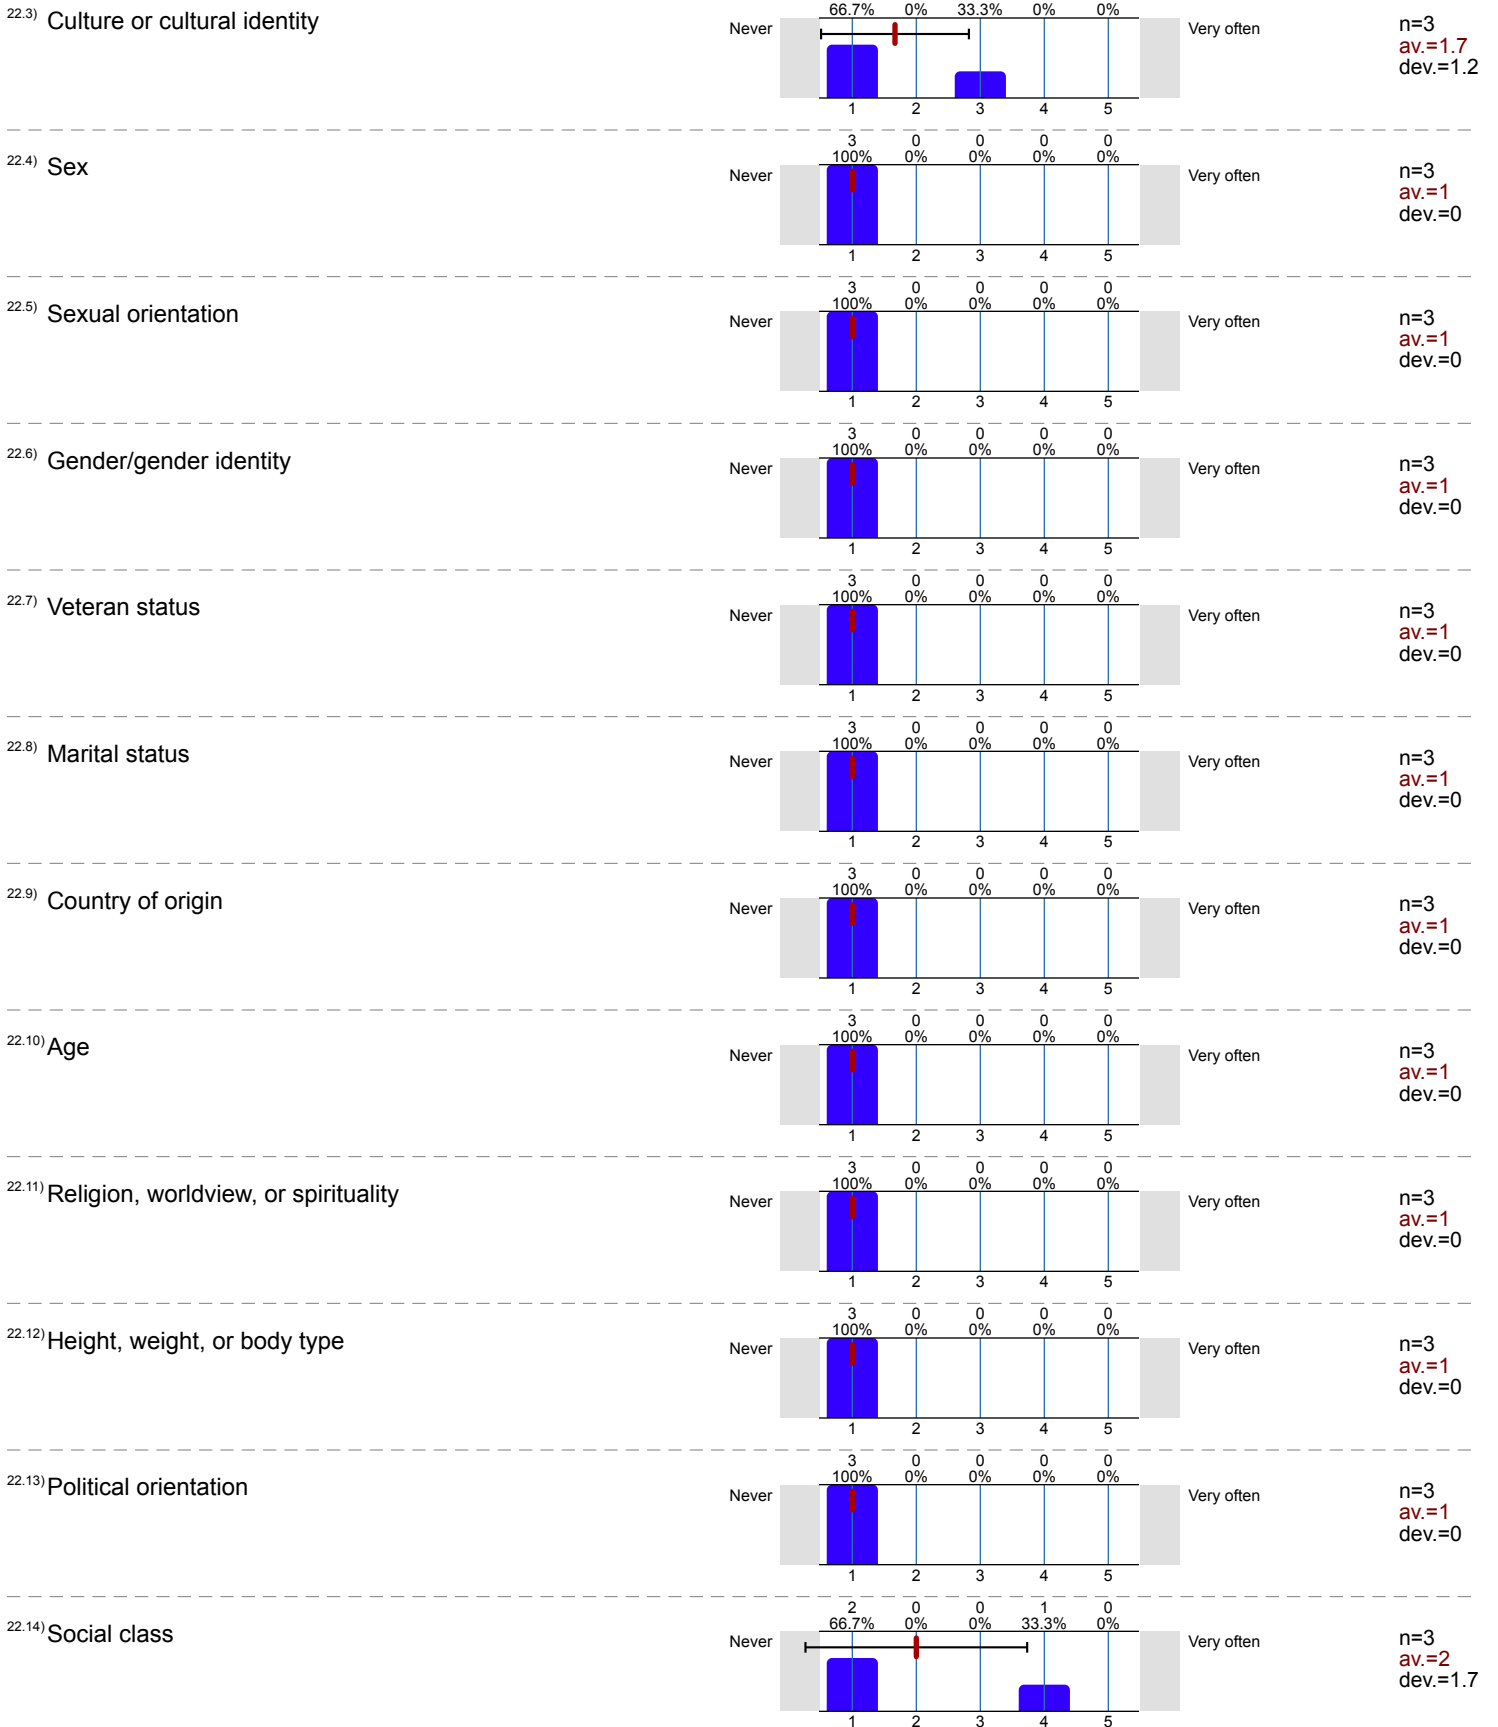 22.3) Culture or cultural identity
66.7% 0% 33.3% 0% 0%
Never Very often
n=3
av.=1.7
dev.=1.2
1 2 3 4 5
22.4) Sex
3 0 0 0 0
100% 0% 0% 0% 0%
Never Very often
n=3
av.=1
dev.=0
1 2 3 4 5
22.5) Sexual orientation
3 0 0 0 0
100% 0% 0% 0% 0%
Never Very often
n=3
av.=1
dev.=0
1 2 3 4 5
22.6) Gender/gender identity
3 0 0 0 0
100% 0% 0% 0% 0%
Never Very often
n=3
av.=1
dev.=0
1 2 3 4 5
22.7) Veteran status
3 0 0 0 0
100% 0% 0% 0% 0%
Never Very often
n=3
av.=1
dev.=0
1 2 3 4 5
22.8) Marital status
3 0 0 0 0
100% 0% 0% 0% 0%
Never Very often
n=3
av.=1
dev.=0
1 2 3 4 5
22.9) Country of origin
3 0 0 0 0
100% 0% 0% 0% 0%
Never Very often
n=3
av.=1
dev.=0
1 2 3 4 5
22.10) Age
3 0 0 0 0
100% 0% 0% 0% 0%
Never Very often
n=3
av.=1
dev.=0
1 2 3 4 5
22.11) Religion, worldview, or spirituality
3 0 0 0 0
100% 0% 0% 0% 0%
Never Very often
n=3
av.=1
dev.=0
1 2 3 4 5
22.12) Height, weight, or body type
3 0 0 0 0
100% 0% 0% 0% 0%
Never Very often
n=3
av.=1
dev.=0
1 2 3 4 5
22.13) Political orientation
3 0 0 0 0
100% 0% 0% 0% 0%
Never Very often
n=3
av.=1
dev.=0
1 2 3 4 5
22.14) Social class
2 0 0 1 0
66.7% 0% 0% 33.3% 0%
Never Very often
n=3
av.=2
dev.=1.7
1 2 3 4 5